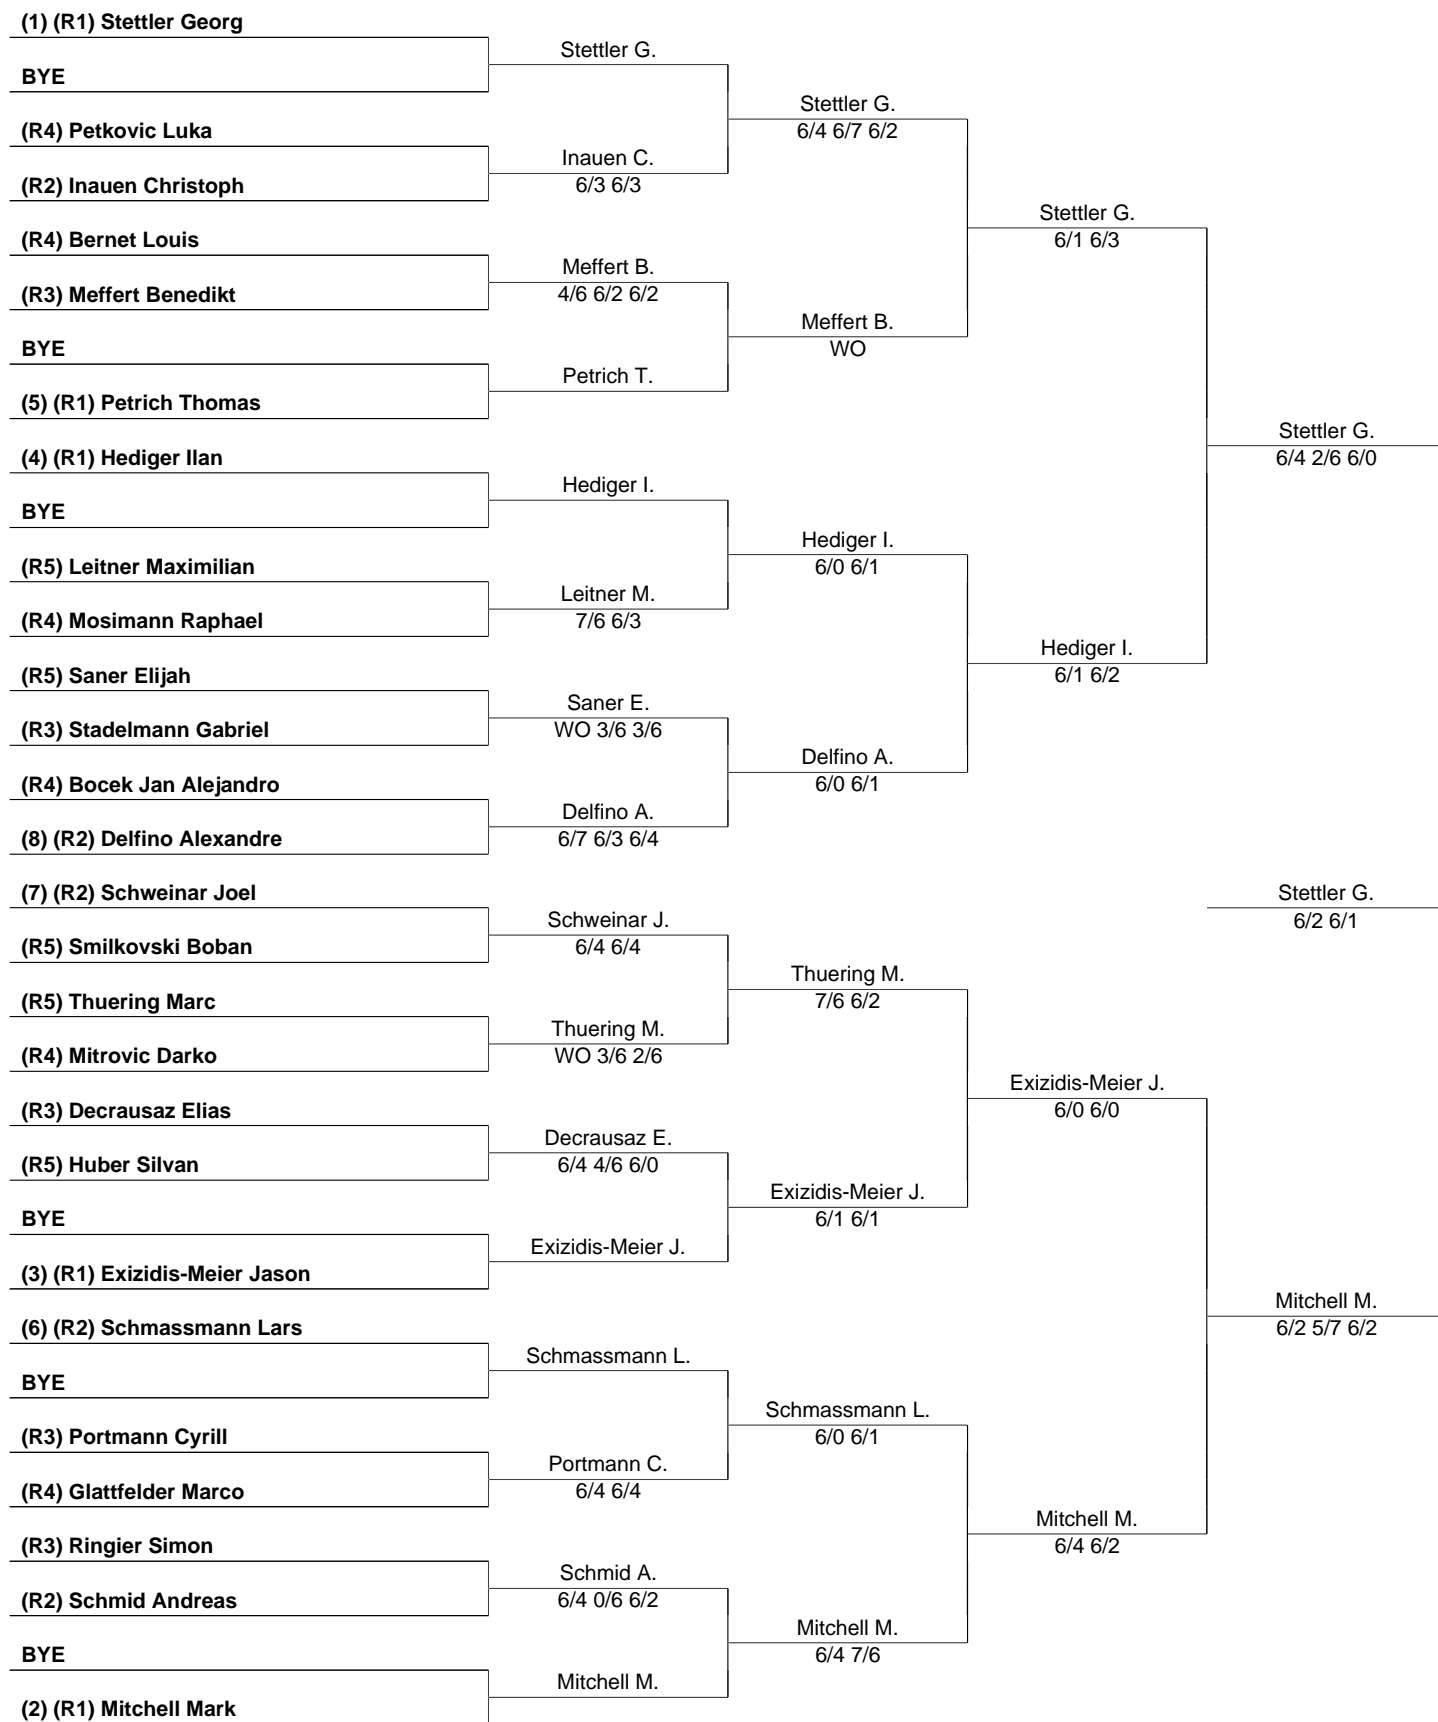 (1) (R1) Stettler Georg
BYE
(R4) Petkovic Luka
(R2) Inauen Christoph
(R4) Bernet Louis
(R3) Meffert Benedikt
BYE
(5) (R1) Petrich Thomas
(4) (R1) Hediger Ilan
BYE
(R5) Leitner Maximilian
(R4) Mosimann Raphael
(R5) Saner Elijah
(R3) Stadelmann Gabriel
(R4) Bocek Jan Alejandro
(8) (R2) Delfino Alexandre
(7) (R2) Schweinar Joel
(R5) Smilkovski Boban
(R5) Thuering Marc
(R4) Mitrovic Darko
(R3) Decrausaz Elias
(R5) Huber Silvan
BYE
(3) (R1) Exizidis-Meier Jason
(6) (R2) Schmassmann Lars
BYE
(R3) Portmann Cyrill
(R4) Glattfelder Marco
(R3) Ringier Simon
(R2) Schmid Andreas
BYE
(2) (R1) Mitchell Mark
Stettler G.
Inauen C.
6/3 6/3
Meffert B.
4/6 6/2 6/2
Petrich T.
Hediger I.
Leitner M.
7/6 6/3
Saner E.
WO 3/6 3/6
Delfino A.
6/7 6/3 6/4
Schweinar J.
6/4 6/4
Thuering M.
WO 3/6 2/6
Decrausaz E.
6/4 4/6 6/0
Exizidis-Meier J.
Schmassmann L.
Portmann C.
6/4 6/4
Schmid A.
6/4 0/6 6/2
Mitchell M.
Stettler G.
6/4 6/7 6/2
Meffert B.
WO
Hediger I.
6/0 6/1
Delfino A.
6/0 6/1
Thuering M.
7/6 6/2
Exizidis-Meier J.
6/1 6/1
Schmassmann L.
6/0 6/1
Mitchell M.
6/4 7/6
Stettler G.
6/1 6/3
Hediger I.
6/1 6/2
Exizidis-Meier J.
6/0 6/0
Mitchell M.
6/4 6/2
Stettler G.
6/4 2/6 6/0
Stettler G.
6/2 6/1
Mitchell M.
6/2 5/7 6/2